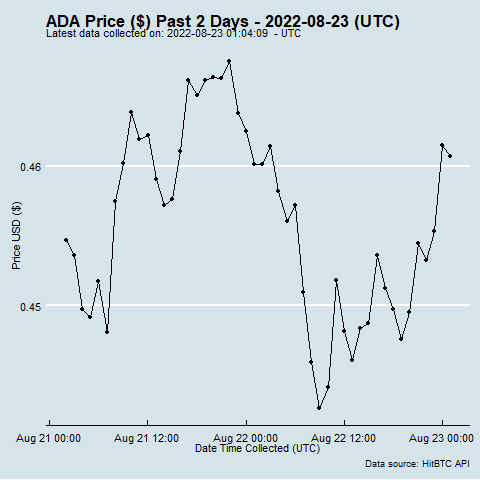 ADA Price ($) Past 2 Days - 2022-08-23 (UTC)
Latest data collected on: 2022-08-23 01:04:09 - UTC
Price USD ($)
0.46
0.45
Aug 21 00:00 Aug 21 12:00 Aug 22 00:00 Aug 22 12:00 Aug 23 00:00
Date Time Collected (UTC)
Data source: HitBTC API